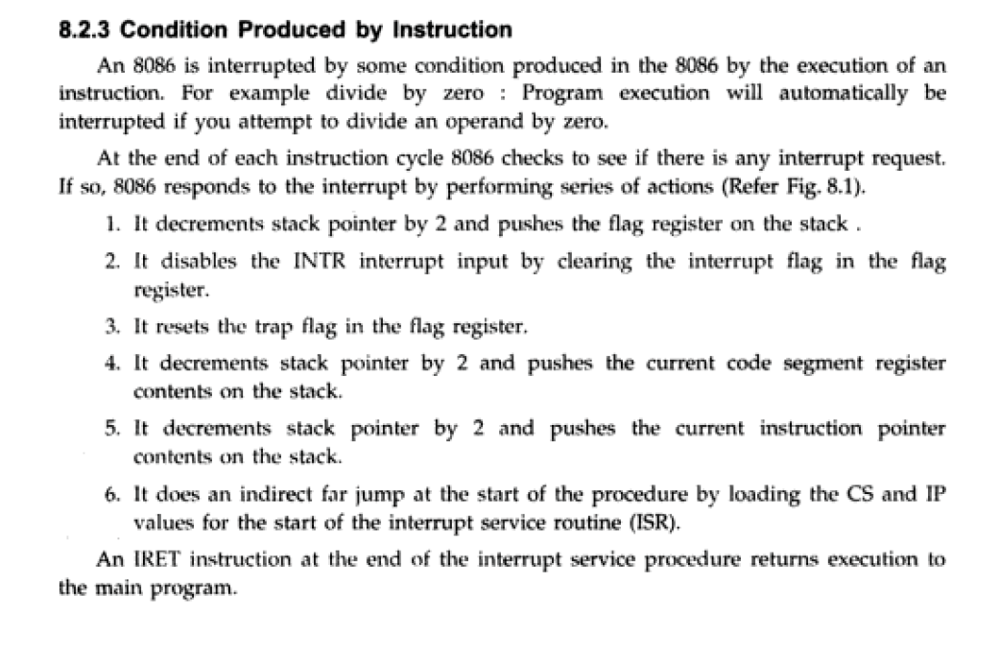 8.2.3 Condition Produced by Instruction
An 8086 is interrupted by some condition produced in the 8086 by the execution of an
instruction. For example divide by zero : Program execution will automatically be
interrupted if you attempt to divide an operand by zero.
At the end of each instruction cycle 8086 checks to see if there is any interrupt request.
If so, 8086 responds to the interrupt by performing series of actions (Refer Fig. 8.1).
1. It decrements stack pointer by 2 and pushes the flag register on the stack .
2. It disables the INTR interrupt input by clearing the interrupt flag in the flag
register.
3. It resets the trap flag in the flag register.
4. It decrements stack pointer by 2 and pushes the current code segment register
contents on the stack.
5. It decrements stack pointer by 2 and pushes the current instruction pointer
contents on the stack.
6. It does an indirect far jump at the start of the procedure by loading the CS and IP
values for the start of the interrupt service routine (ISR).
An IRET instruction at the end of the interrupt service procedure returns execution to
the main program.